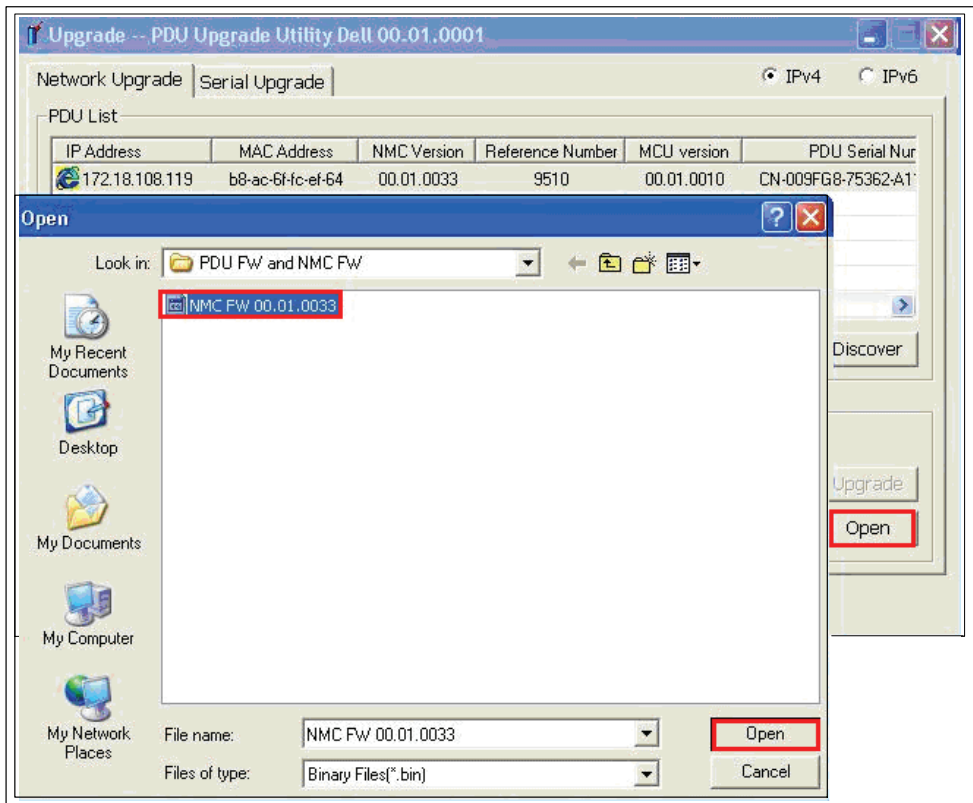 Upgrade -- PDU Upgrade Utility Dell 00.01.0001
Network Upgrade Serial Upgrade IPv4 IPv6
PDU List
IP Address MAC Address NMC Version Reference Number MCU version PDU Serial Nur
172.18.108.119 b8-ac-6f-fc-ef-64 00.01.0033 9510 00.01.0010 CN-009FG8-75362-A1
Open
Look in: PDU FW and NMC FW
NMC FW 00.01.0033
My Recent
Documents
Discover
Desktop
Upgrade
Open
My Documents
My Computer
My Network
Places
File name: NMC FW 00.01.0033 Open
Files of type: Binary Files(*.bin) Cancel